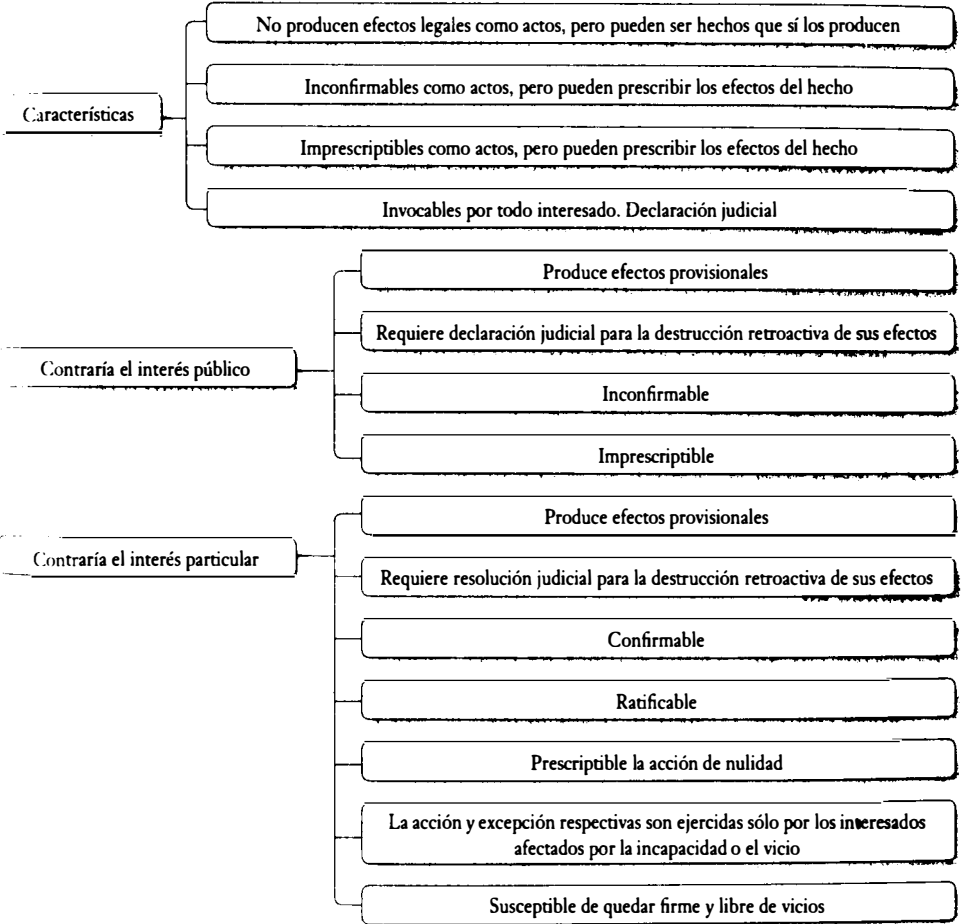 Características
No producen efectos legales como actos, pero pueden ser hechos que sí los producen
Inconfirmables como actos, pero pueden prescribir los efectos del hecho
Imprescriptibles como actos, pero pueden prescribir los efectos del hecho
Invocables por todo interesado. Declaración judicial
Contraría el interés público
Produce efectos provisionales
Requiere declaración judicial para la destrucción retroactiva de sus efectos
Inconfirmable
Imprescriptible
Contraría el interés particular
Produce efectos provisionales
Requiere resolución judicial para la destrucción retroactiva de sus efectos
Confirmable
Ratificable
Prescriptible la acción de nulidad
La acción y excepción respectivas son ejercidas sólo por los interesados
afectados por la incapacidad o el vicio
Susceptible de quedar firme y libre de vicios